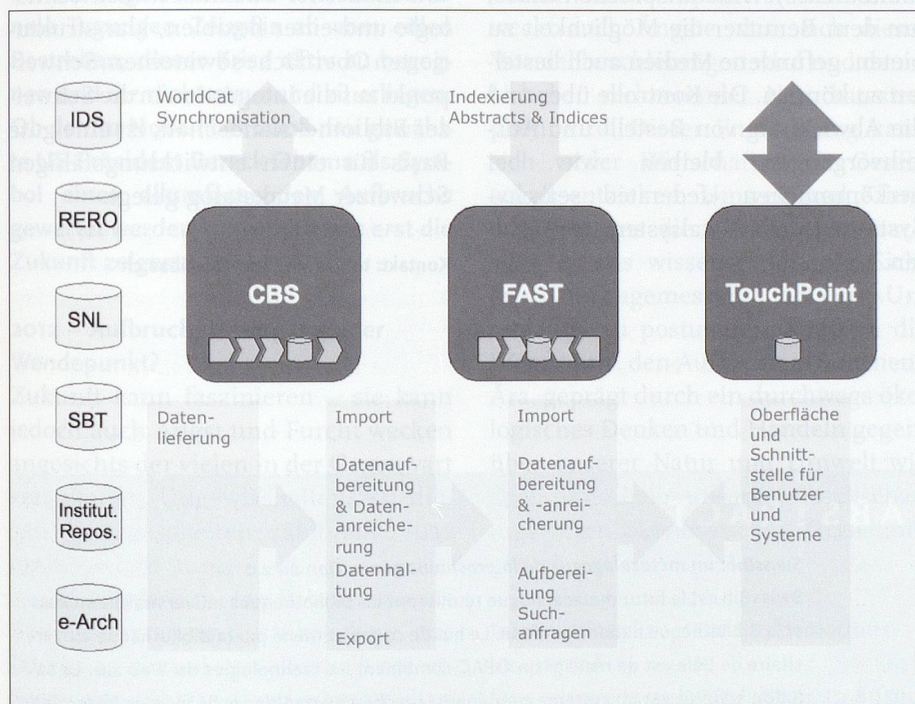 IDS
RERO
SNL
SBT
Institut.
Repos.
e-Arch
WorldCat
Synchronisation
Indexierung
Abstracts & Indices
CBS
FAST
TouchPoint
Daten-
lieferung
Import
Datenauf-
bereitung
& Daten-
anreiche-
rung
Datenhal-
tung
Export
Import
Datenauf-
bereitung
& -anrei-
cherung
Aufberei-
tung
Such-
anfragen
Oberfläche
und
Schnitt-
stelle für
Benutzer
und
Systeme